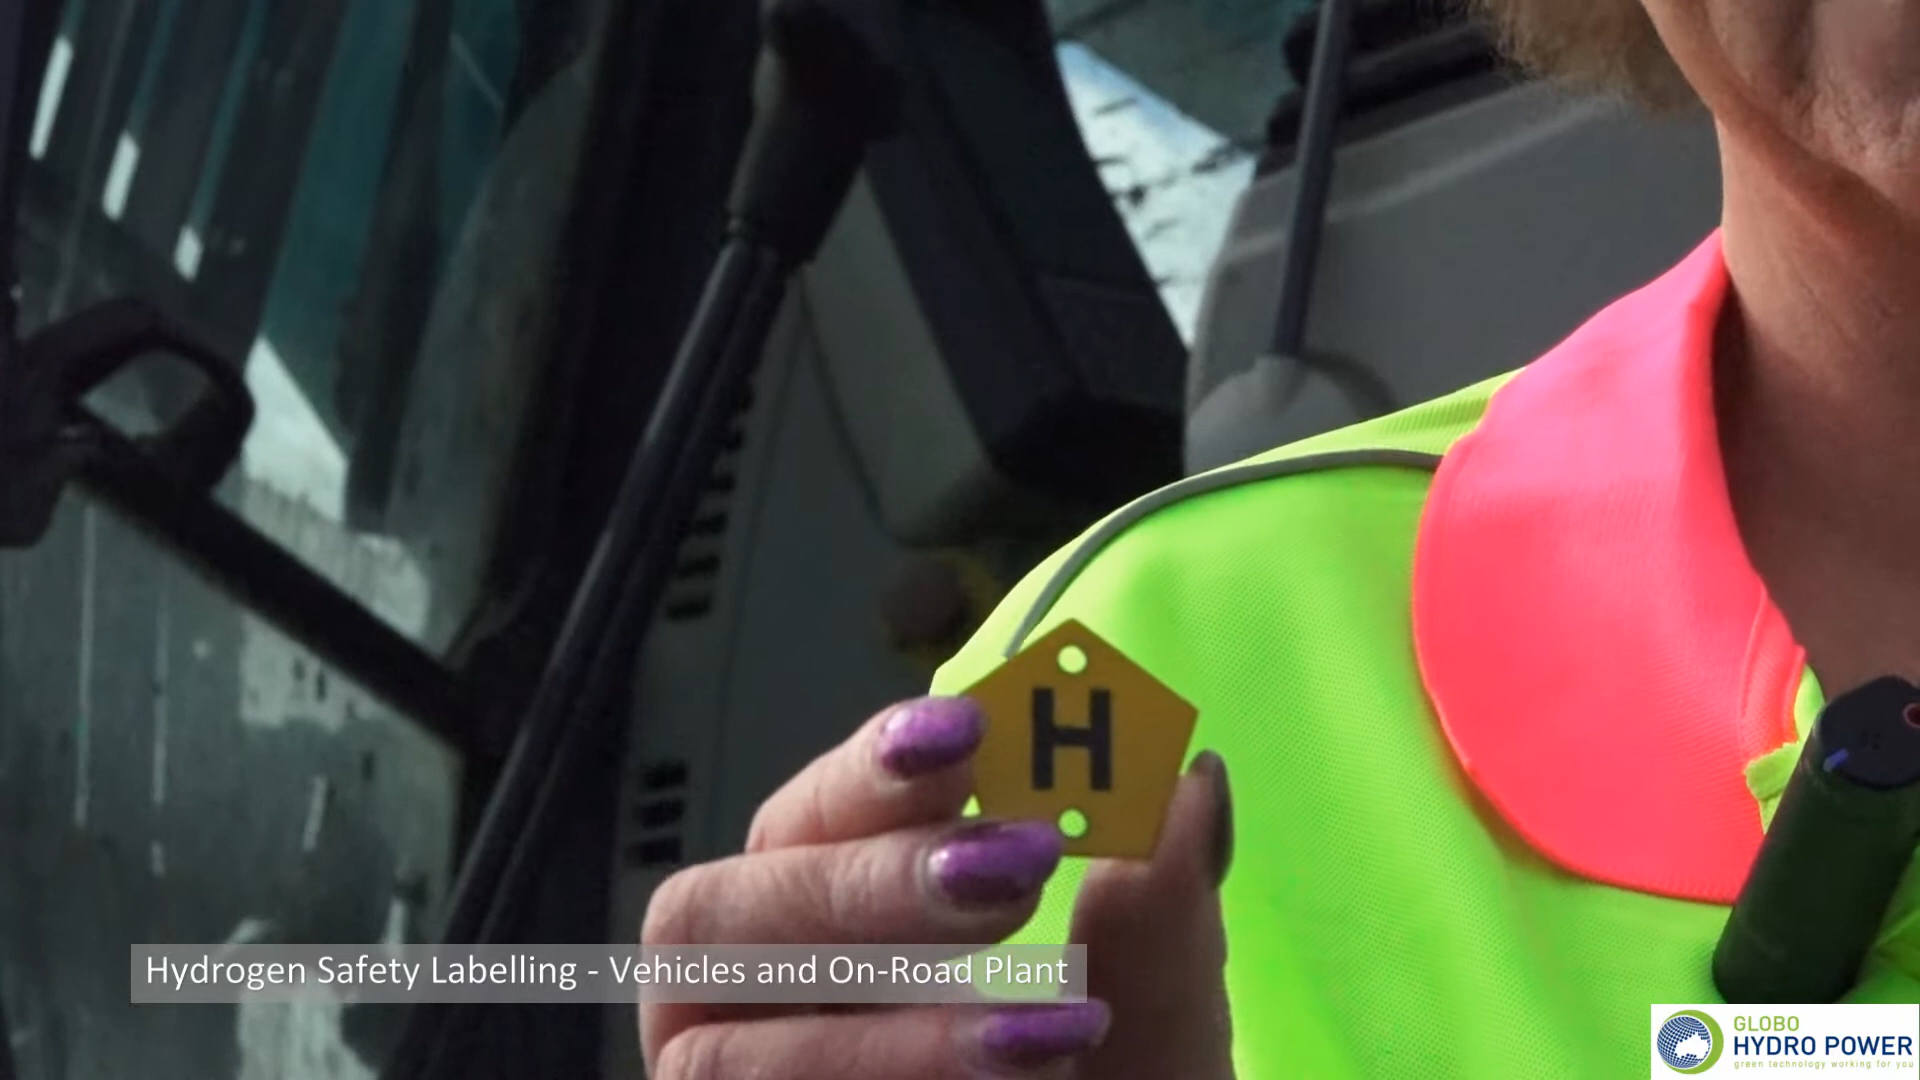 H
Hydrogen Safety Labelling - Vehicles and On-Road Plant
GLOBO
HYDRO POWER
green technology working for you